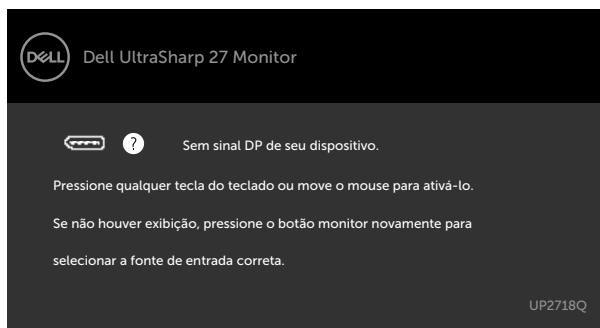 DELL Dell UltraSharp 27 Monitor
? Sem sinal DP de seu dispositivo.
Pressione qualquer tecla do teclado ou move o mouse para ativá-lo.
Se não houver exibição, pressione o botão monitor novamente para
selecionar a fonte de entrada correta.
UP2718Q